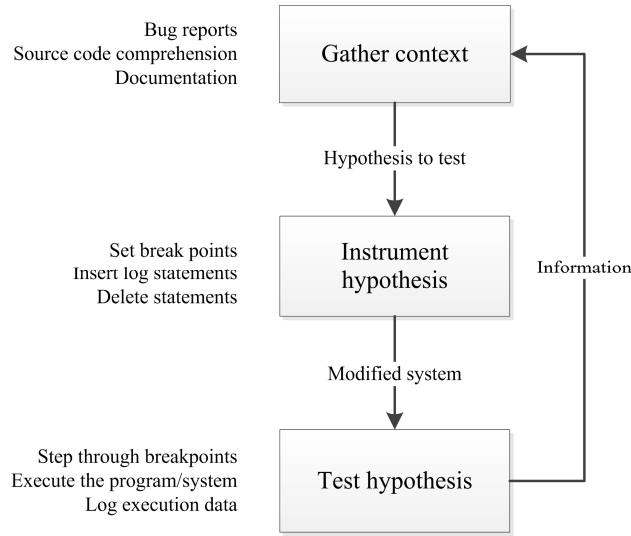 Bug reports
Source code comprehension
Documentation
Gather context
Hypothesis to test
Set break points
Insert log statements
Delete statements
Instrument
hypothesis
Information
Modified system
Step through breakpoints
Execute the program/system
Log execution data
Test hypothesis